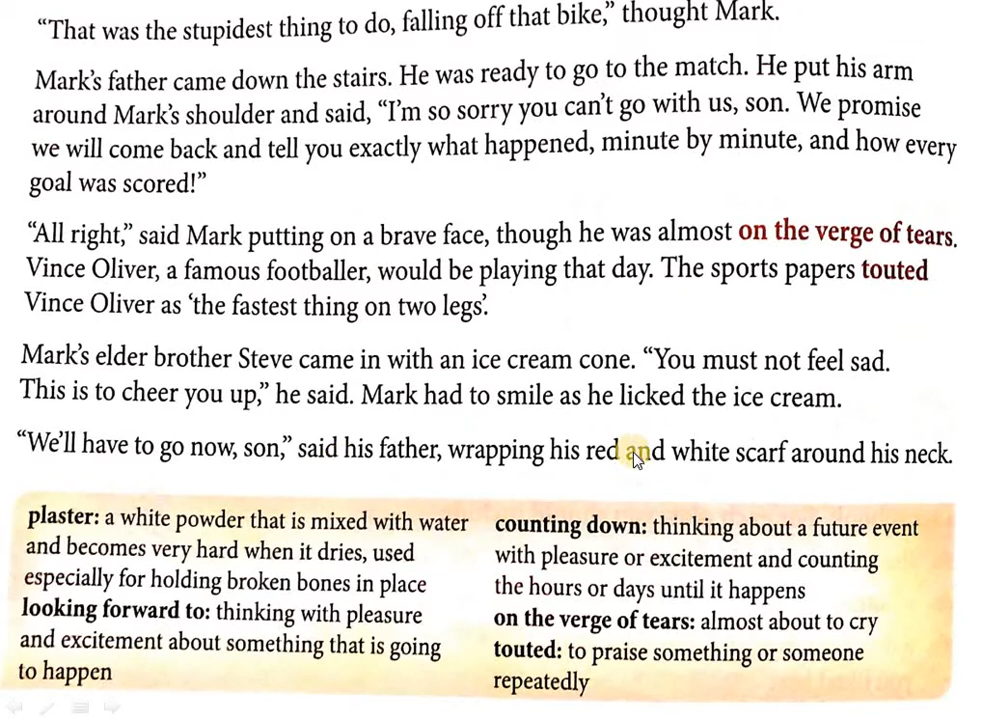 “That was the stupidest thing to do, falling off that bike,” thought Mark.
Mark’s father came down the stairs. He was ready to go to the match. He put his arm
around Mark’s shoulder and said, “I’m so sorry you can’t go with us, son. We promise
we will come back and tell you exactly what happened, minute by minute, and how every
goal was scored!”
“All right,” said Mark putting on a brave face, though he was almost on the verge of tears.
Vince Oliver, a famous footballer, would be playing that day. The sports papers touted
Vince Oliver as ‘the fastest thing on two legs’.
Mark’s elder brother Steve came in with an ice cream cone. “You must not feel sad.
This is to cheer you up,” he said. Mark had to smile as he licked the ice cream.
“We’ll have to go now, son,” said his father, wrapping his red and white scarf around his neck.
plaster: a white powder that is mixed with water
and becomes very hard when it dries, used
especially for holding broken bones in place
looking forward to: thinking with pleasure
and excitement about something that is going
to happen
counting down: thinking about a future event
with pleasure or excitement and counting
the hours or days until it happens
on the verge of tears: almost about to cry
touted: to praise something or someone
repeatedly